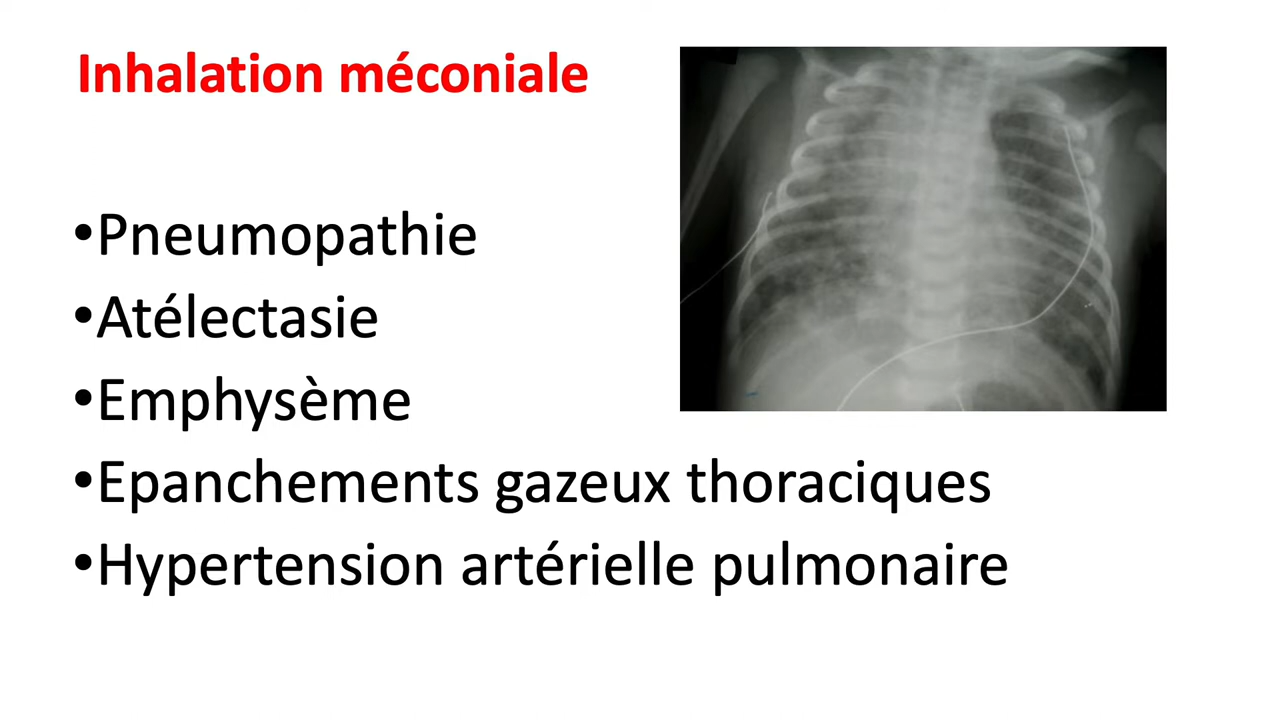 Inhalation méconiale
•Pneumopathie
•Atélectasie
•Emphysème
•Epanchements gazeux thoraciques
•Hypertension artérielle pulmonaire